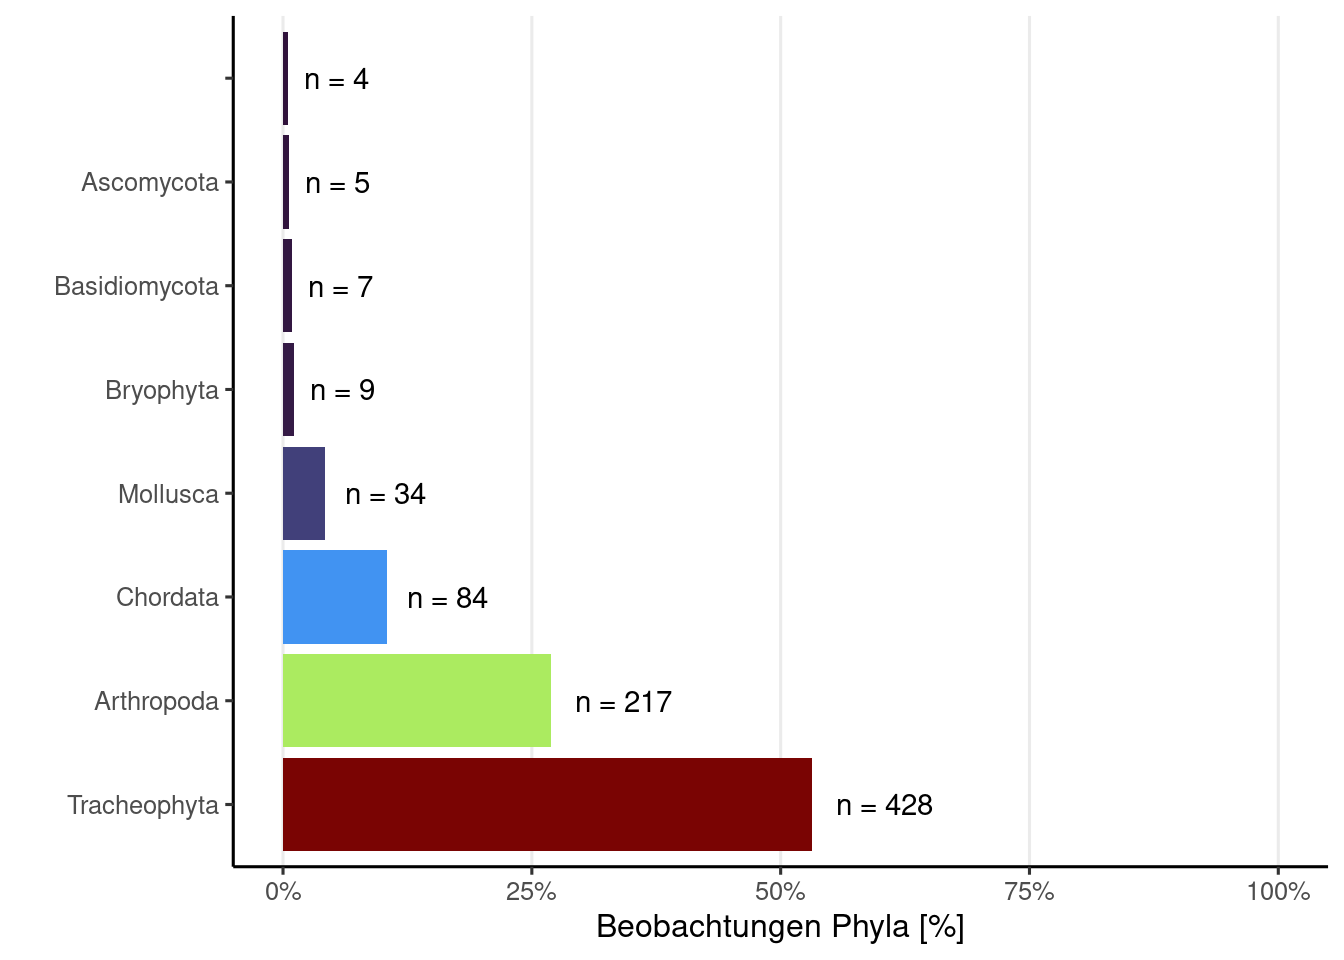 n = 4
Ascomycota n = 5
Basidiomycota n = 7
Bryophyta n = 9
Mollusca n = 34
Chordata n = 84
Arthropoda n = 217
Tracheophyta n = 428
0% 25% 50% 75% 100%
Beobachtungen Phyla [%]